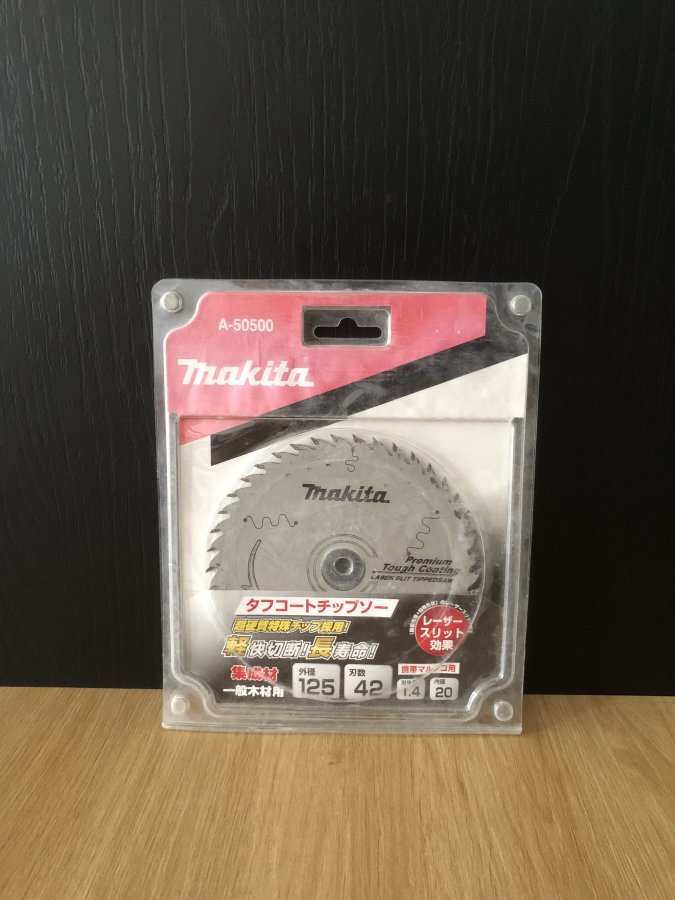 A-50500
makita
makita
Premium
Tough Coating
LASER SLIT TIPPEDSAW
タフコートチップソー
超硬質特殊チップ採用!
軽快切断!長寿命!
レーザー
スリット
効果
集成材
一般木材用
外径
125
刃数
42
携帯マルノコ用
1.4
内径
20